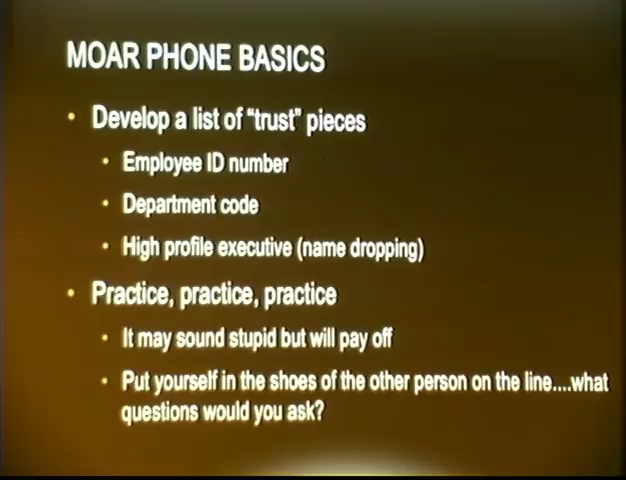 MOAR PHONE BASICS
• Develop a list of “trust” pieces
• Employee ID number
• Department code
• High profile executive (name dropping)
• Practice, practice, practice
• It may sound stupid but will pay off
• Put yourself in the shoes of the other person on the line....what
questions would you ask?